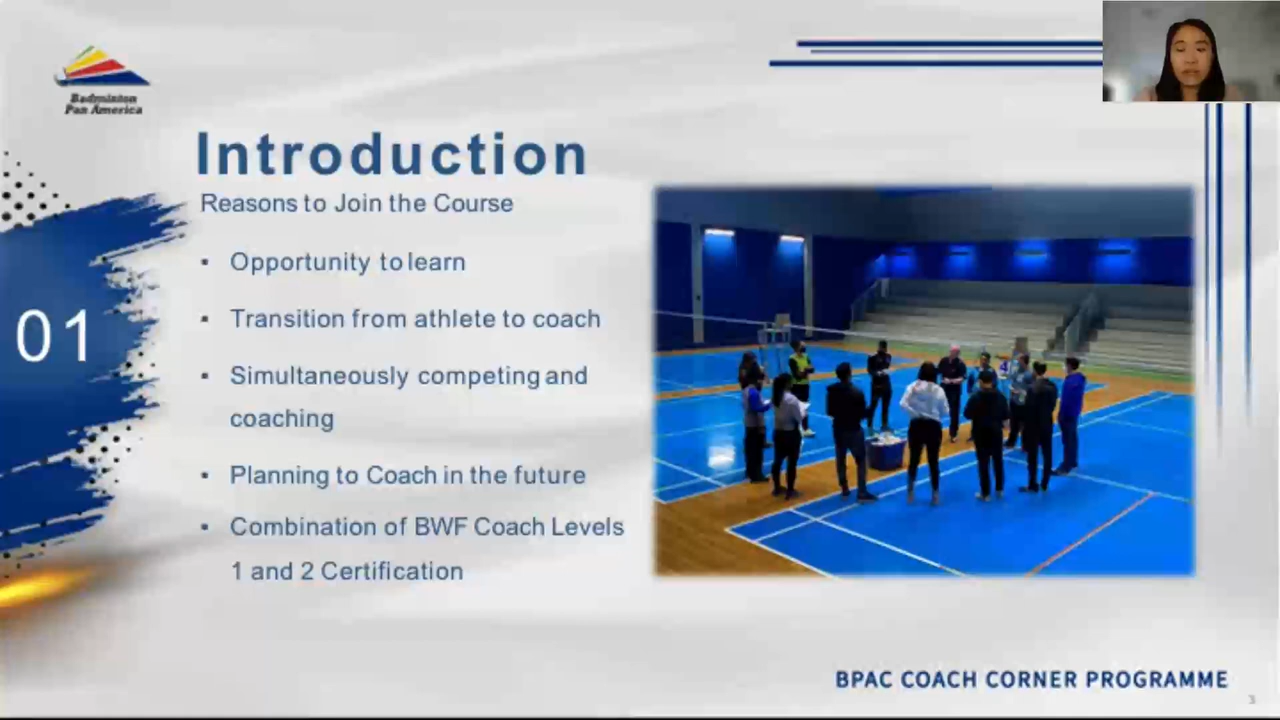 Badminton
Pan America
Introduction
Reasons to Join the Course
01
▪ Opportunity to learn
▪ Transition from athlete to coach
▪ Simultaneously competing and
coaching
▪ Planning to Coach in the future
▪ Combination of BWF Coach Levels
1 and 2 Certification
BPAC COACH CORNER PROGRAMME
3